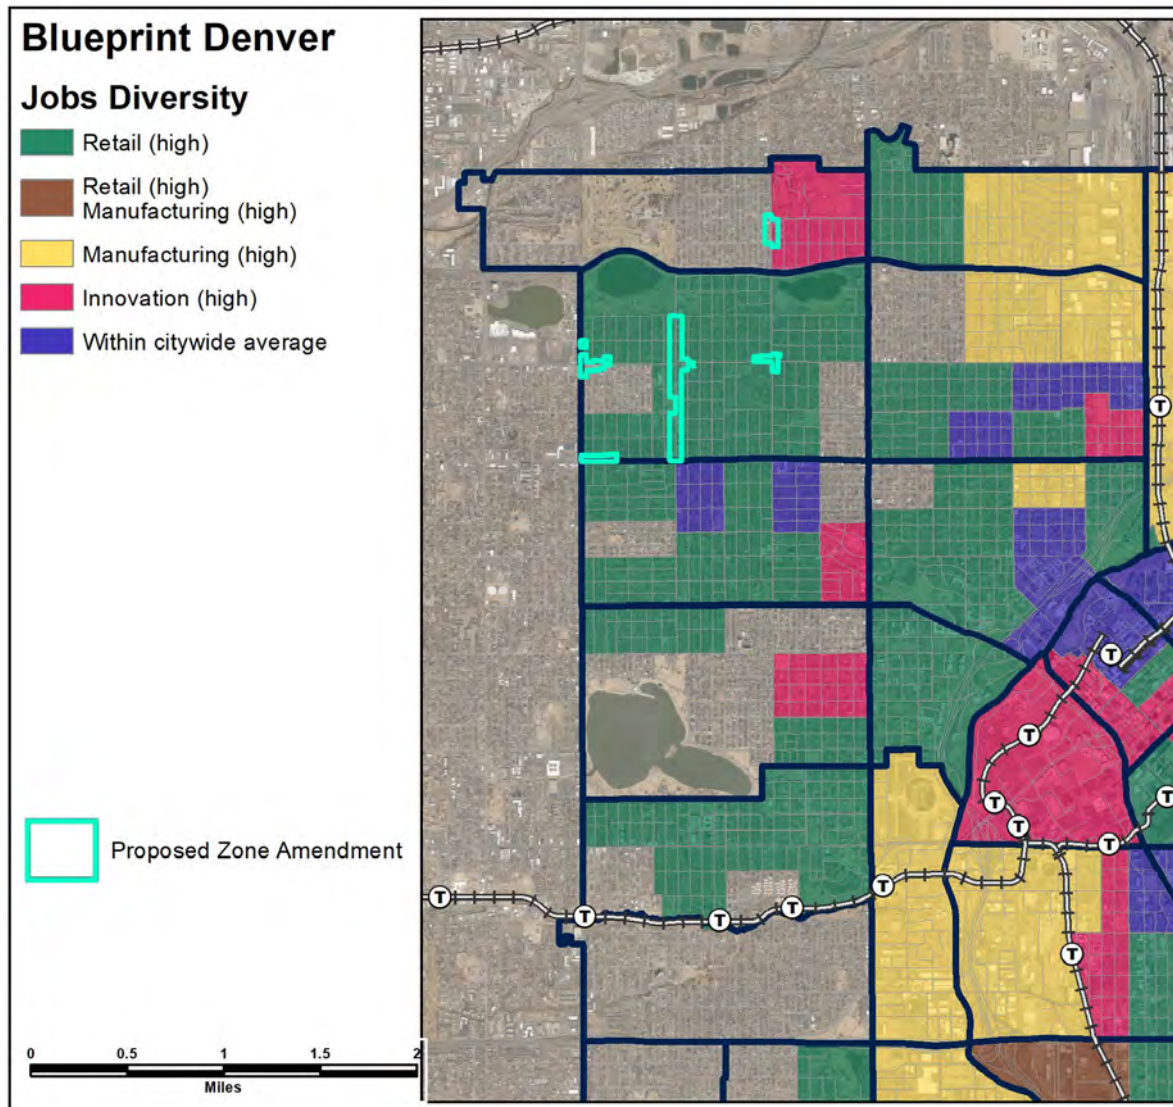 Blueprint Denver
Jobs Diversity
Retail (high)
Retail (high)
Manufacturing (high)
Manufacturing (high)
Innovation (high)
Within citywide average
Proposed Zone Amendment
0 0.5 1 1.5 2
Miles
T
T
T
T
T
T
T
T
T
T
T
T
T